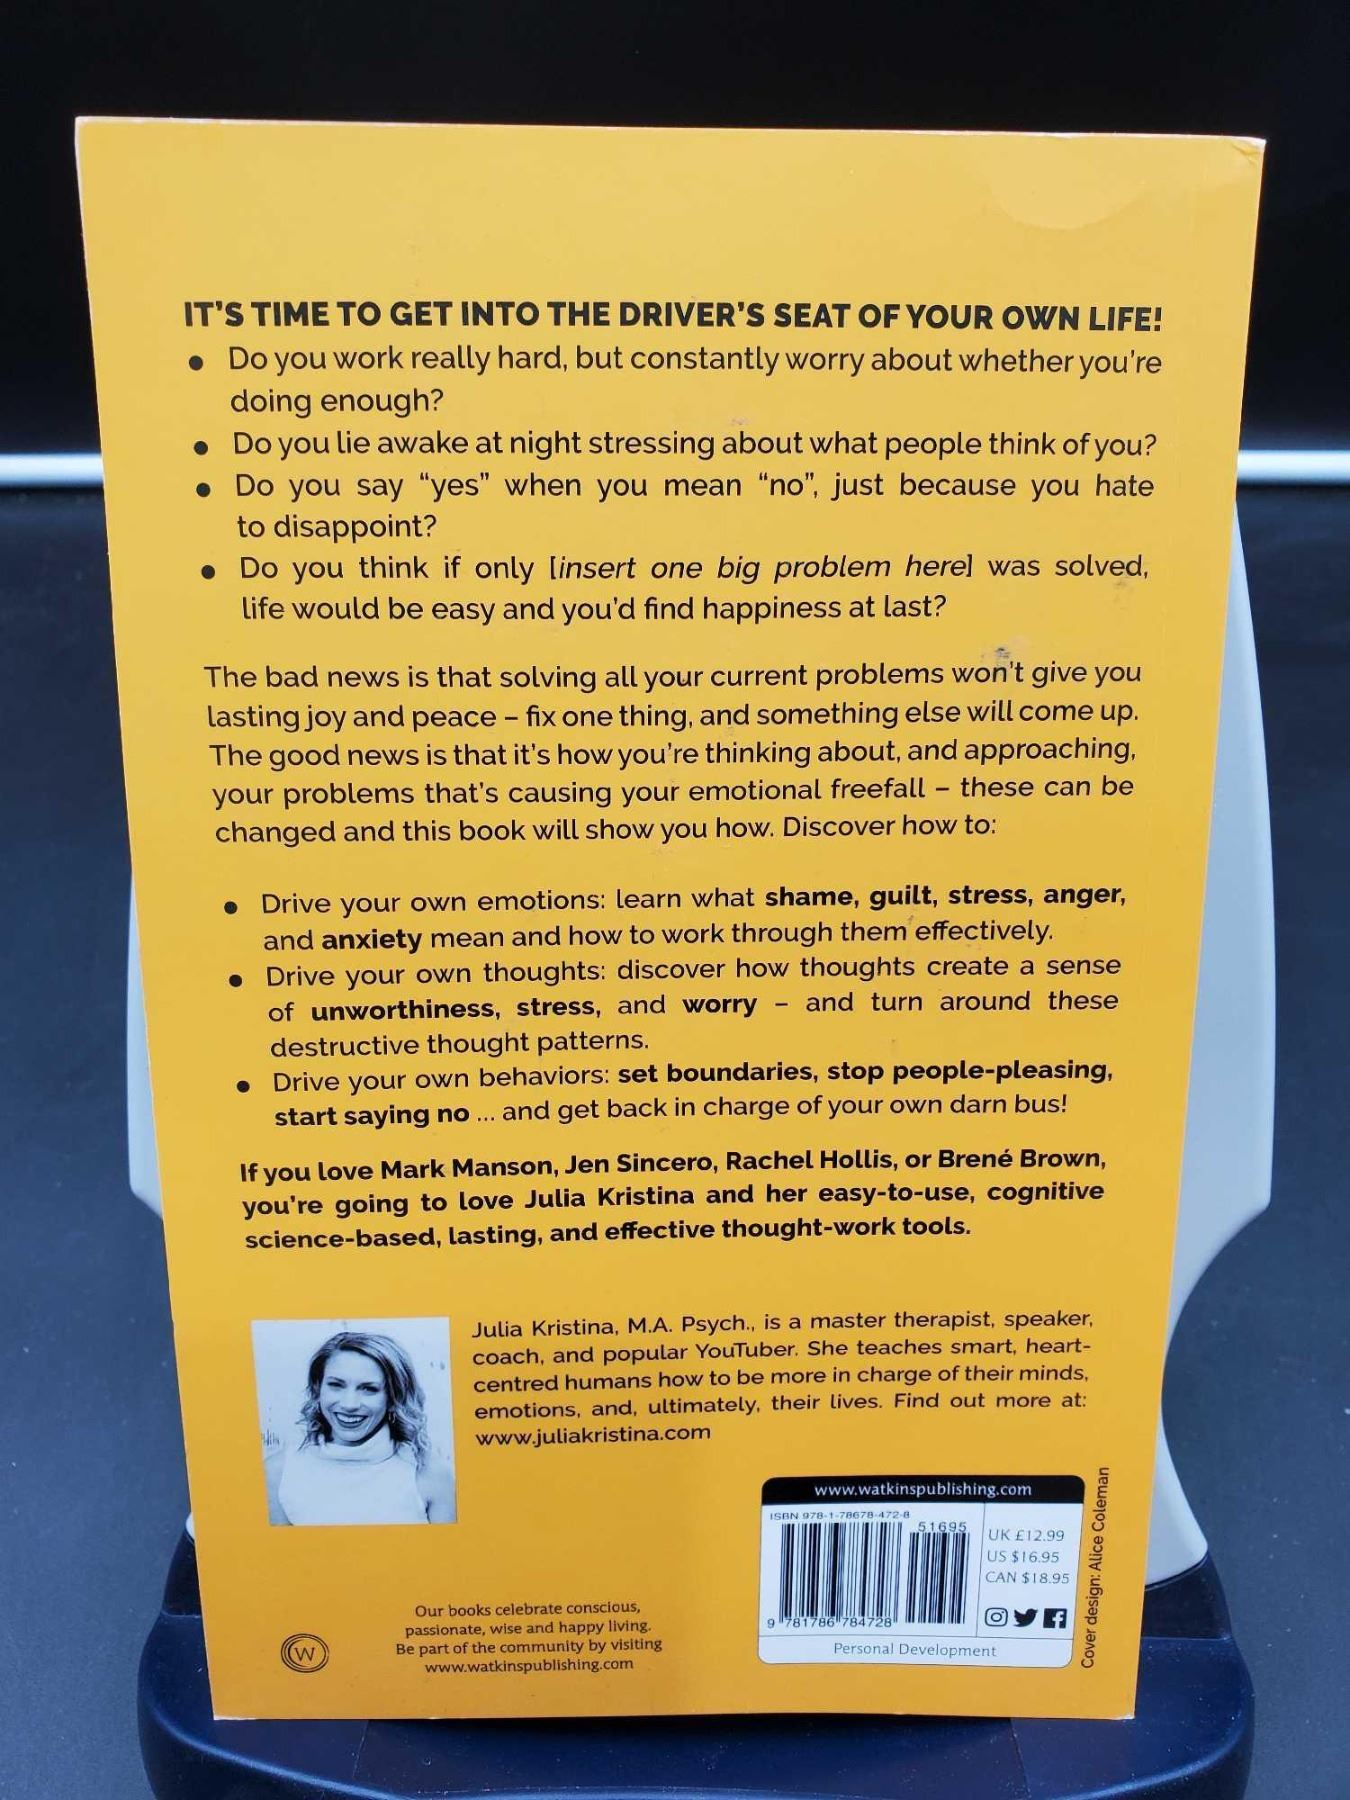 IT'S TIME TO GET INTO THE DRIVER'S SEAT OF YOUR OWN LIFE!
● Do you work really hard, but constantly worry about whether you're
doing enough?
● Do you lie awake at night stressing about what people think of you?
● Do you say “yes” when you mean “no”, just because you hate
to disappoint?
● Do you think if only [insert one big problem here] was solved,
life would be easy and you'd find happiness at last?
The bad news is that solving all your current problems won't give you
lasting joy and peace – fix one thing, and something else will come up.
The good news is that it's how you're thinking about, and approaching,
your problems that's causing your emotional freefall – these can be
changed and this book will show you how. Discover how to:
● Drive your own emotions: learn what shame, guilt, stress, anger,
and anxiety mean and how to work through them effectively.
● Drive your own thoughts: discover how thoughts create a sense
of unworthiness, stress, and worry – and turn around these
destructive thought patterns.
● Drive your own behaviors: set boundaries, stop people-pleasing,
start saying no ... and get back in charge of your own darn bus!
If you love Mark Manson, Jen Sincero, Rachel Hollis, or Brené Brown,
you're going to love Julia Kristina and her easy-to-use, cognitive
science-based, lasting, and effective thought-work tools.
Julia Kristina, M.A. Psych., is a master therapist, speaker,
coach, and popular YouTuber. She teaches smart, heart-
centred humans how to be more in charge of their minds,
emotions, and, ultimately, their lives. Find out more at:
www.juliakristina.com
www.watkinspublishing.com
ISBN 978-1-78678-472-8
51695
9 781786 784728
UK £12.99
US $16.95
CAN $18.95
Personal Development
Cover design: Alice Coleman
W
Our books celebrate conscious,
passionate, wise and happy living.
Be part of the community by visiting
www.watkinspublishing.com